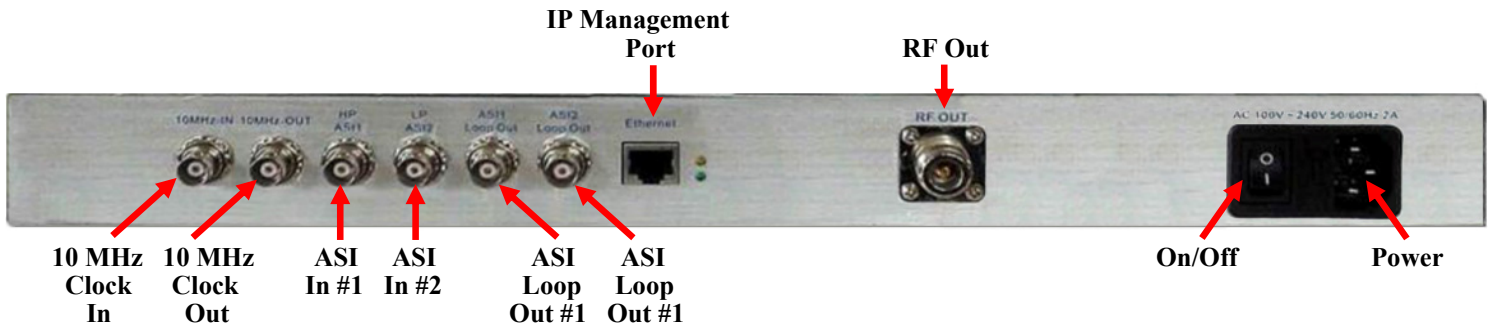 IP Management
Port
RF Out
10MHz-IN
10MHz-OUT
HP
ASI1
LP
ASI2
ASI1
Loop Out
ASI2
Loop Out
Ethernet
RF OUT
AC 100V ~ 240V 50/60Hz 2A
O
I
10 MHz
Clock
In
10 MHz
Clock
Out
ASI
In #1
ASI
In #2
ASI
Loop
Out #1
ASI
Loop
Out #1
On/Off
Power